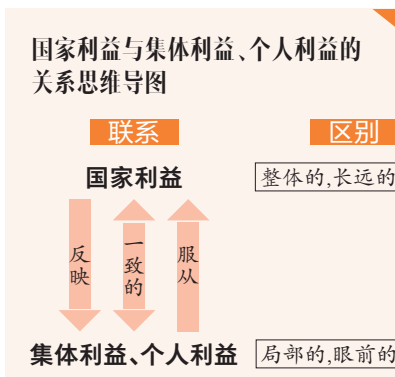 国家利益与集体利益、个人利益的
关系思维导图
联系 区别
国家利益 整体的,长远的
反映 一致的 服从
集体利益、个人利益 局部的,眼前的